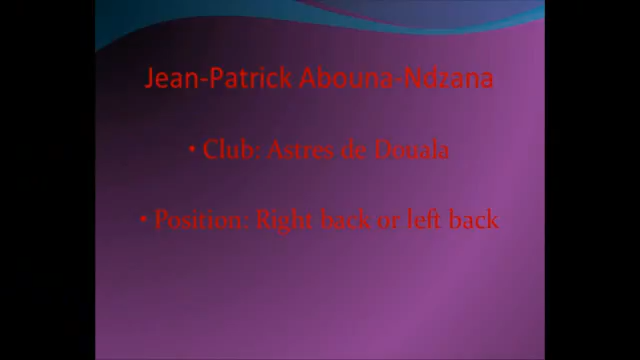 Jean-Patrick Abouna-Ndzana
• Club: Astres de Douala
• Position: Right back or left back